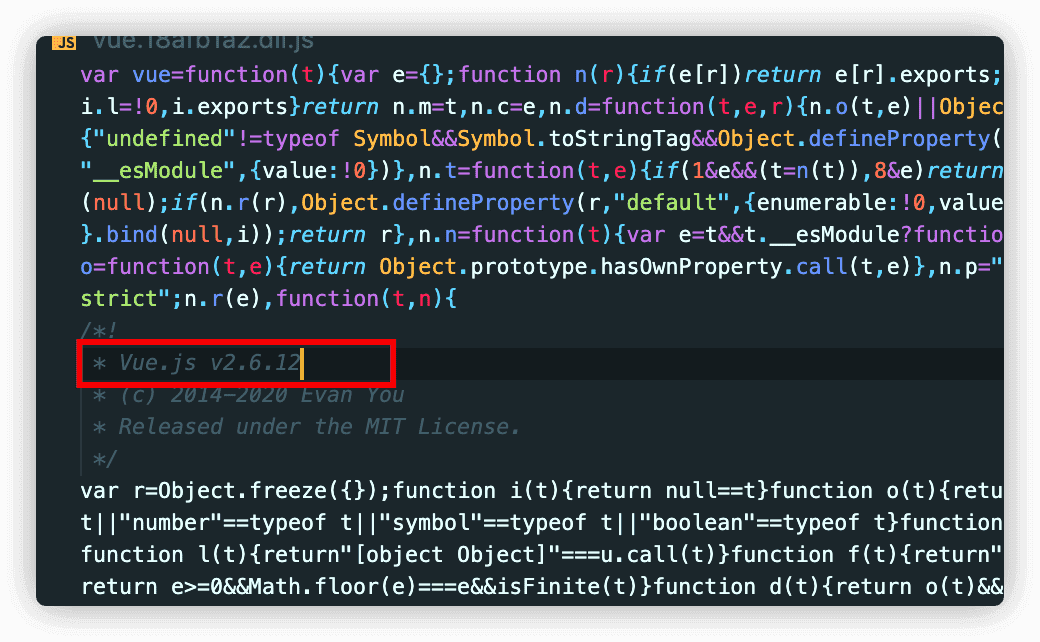 JS vue.18afb1a2.dll.js
var vue=function(t){var e={};function n(r){if(e[r])return e[r].exports;
i.l=!0,i.exports}return n.m=t,n.c=e,n.d=function(t,e,r){n.o(t,e)||Objec
{"undefined"!=typeof Symbol&&Symbol.toStringTag&&Object.defineProperty(
"__esModule",{value:!0})},n.t=function(t,e){if(1&e&&(t=n(t)),8&e)return
(null);if(n.r(r),Object.defineProperty(r,"default",{enumerable:!0,value
}.bind(null,i));return r},n.n=function(t){var e=t&&t.__esModule?functio
o=function(t,e){return Object.prototype.hasOwnProperty.call(t,e)},n.p="
strict";n.r(e),function(t,n){
/*!
* Vue.js v2.6.12
* (c) 2014-2020 Evan You
* Released under the MIT License.
*/
var r=Object.freeze({});function i(t){return null==t}function o(t){retu
t||"number"==typeof t||"symbol"==typeof t||"boolean"==typeof t}function
function l(t){return"[object Object]"===u.call(t)}function f(t){return"
return e>=0&&Math.floor(e)===e&&isFinite(t)}function d(t){return o(t)&&